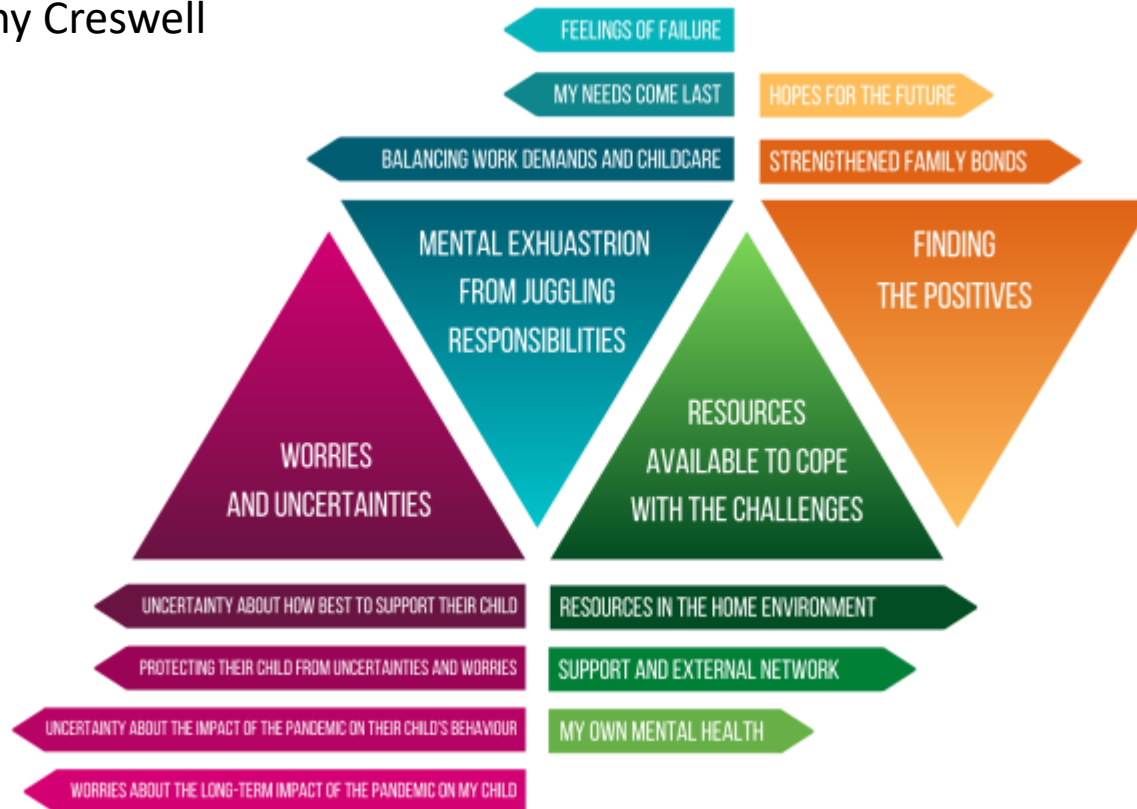 ny Creswell
FEELINGS OF FAILURE
MY NEEDS COME LAST
HOPES FOR THE FUTURE
BALANCING WORK DEMANDS AND CHILDCARE
STRENGTHENED FAMILY BONDS
MENTAL EXHUASTRION
FROM JUGGLING
RESPONSIBILITIES
FINDING
THE POSITIVES
WORRIES
AND UNCERTAINTIES
RESOURCES
AVAILABLE TO COPE
WITH THE CHALLENGES
UNCERTAINTY ABOUT HOW BEST TO SUPPORT THEIR CHILD
RESOURCES IN THE HOME ENVIRONMENT
PROTECTING THEIR CHILD FROM UNCERTAINTIES AND WORRIES
SUPPORT AND EXTERNAL NETWORK
UNCERTAINTY ABOUT THE IMPACT OF THE PANDEMIC ON THEIR CHILD'S BEHAVIOUR
MY OWN MENTAL HEALTH
WORRIES ABOUT THE LONG-TERM IMPACT OF THE PANDEMIC ON MY CHILD